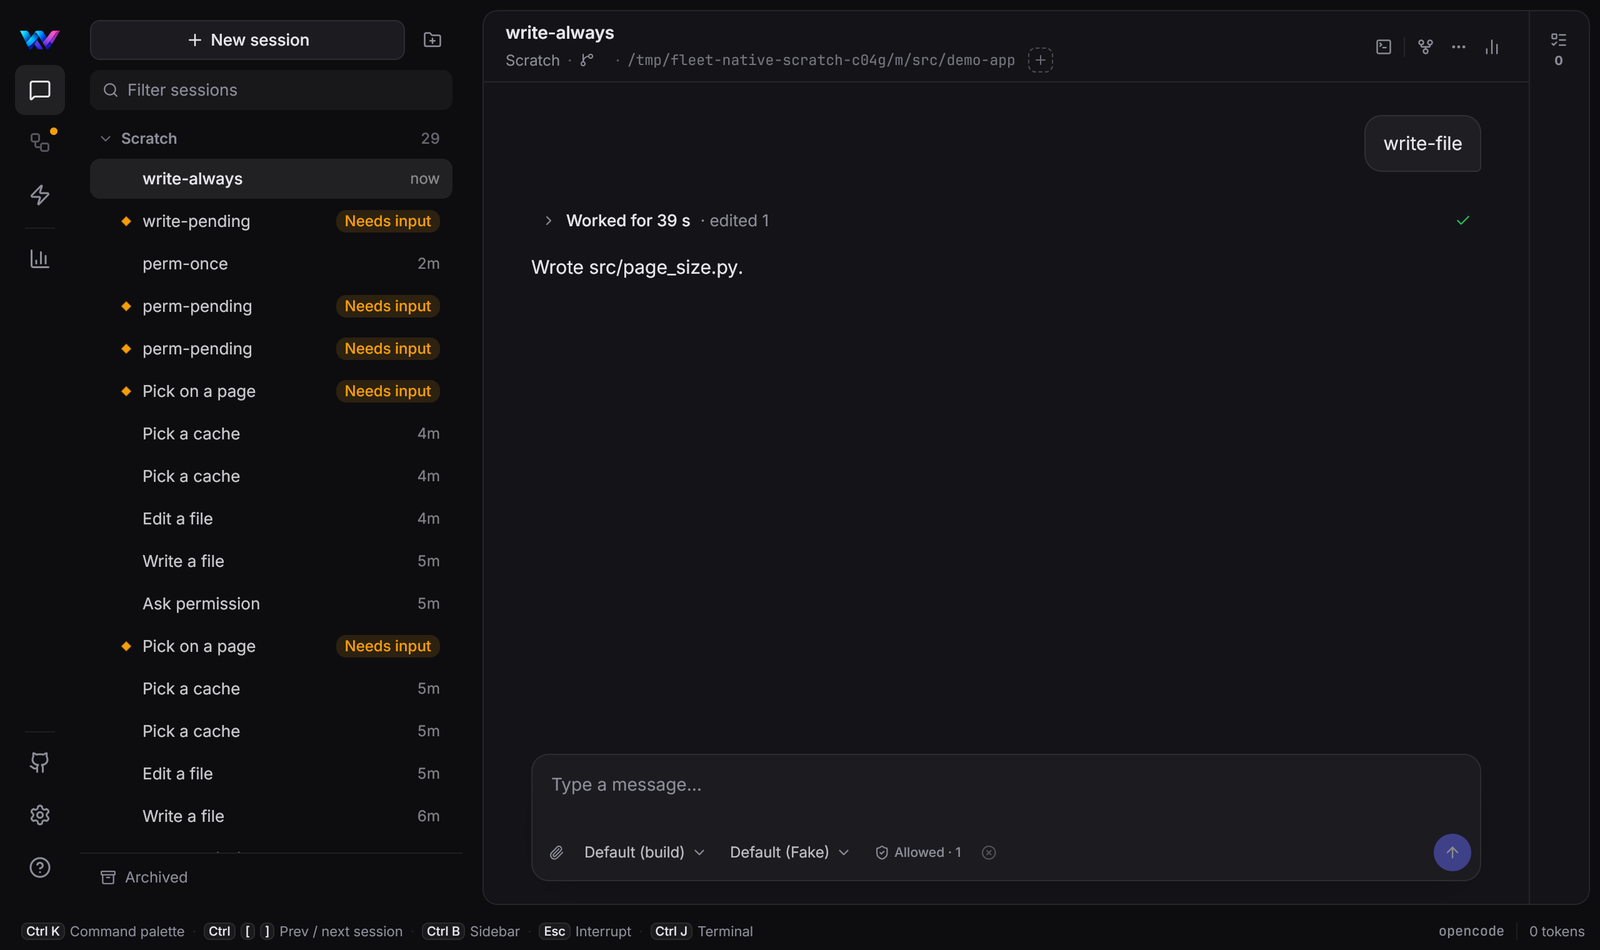 New session
Filter sessions
Scratch 29
write-always now
write-pending Needs input
perm-once 2m
perm-pending Needs input
perm-pending Needs input
Pick on a page Needs input
Pick a cache 4m
Pick a cache 4m
Edit a file 4m
Write a file 5m
Ask permission 5m
Pick on a page Needs input
Pick a cache 5m
Pick a cache 5m
Edit a file 5m
Write a file 6m
Archived
write-always
Scratch · · /tmp/fleet-native-scratch-c04g/m/src/demo-app
0
write-file
Worked for 39 s · edited 1
Wrote src/page_size.py.
Type a message...
Default (build) Default (Fake) Allowed · 1
Ctrl K Command palette Ctrl [ ] Prev / next session Ctrl B Sidebar Esc Interrupt Ctrl J Terminal opencode 0 tokens